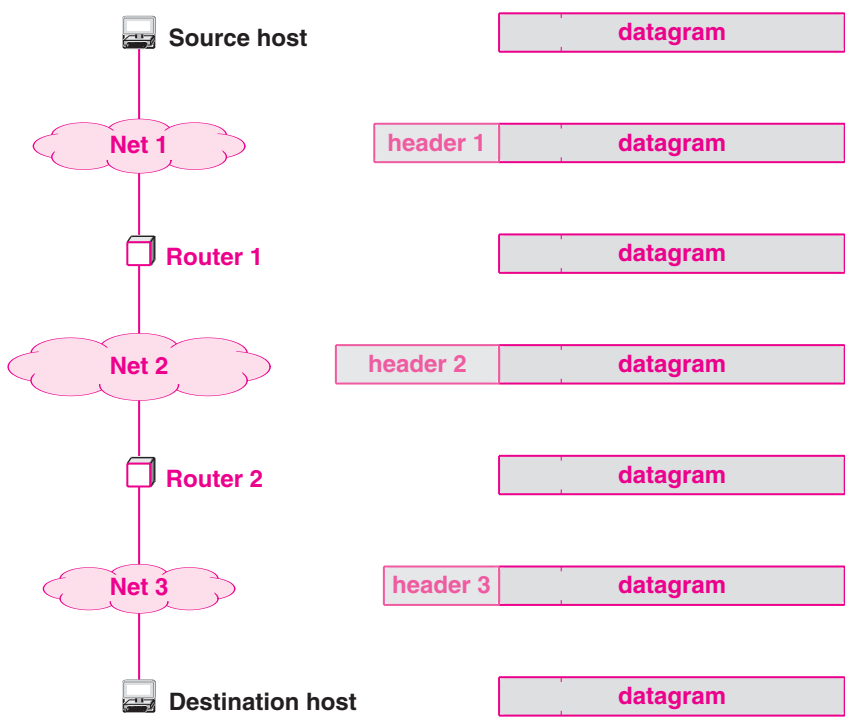 Source host datagram
Net 1 header 1 datagram
Router 1 datagram
Net 2 header 2 datagram
Router 2 datagram
Net 3 header 3 datagram
Destination host datagram